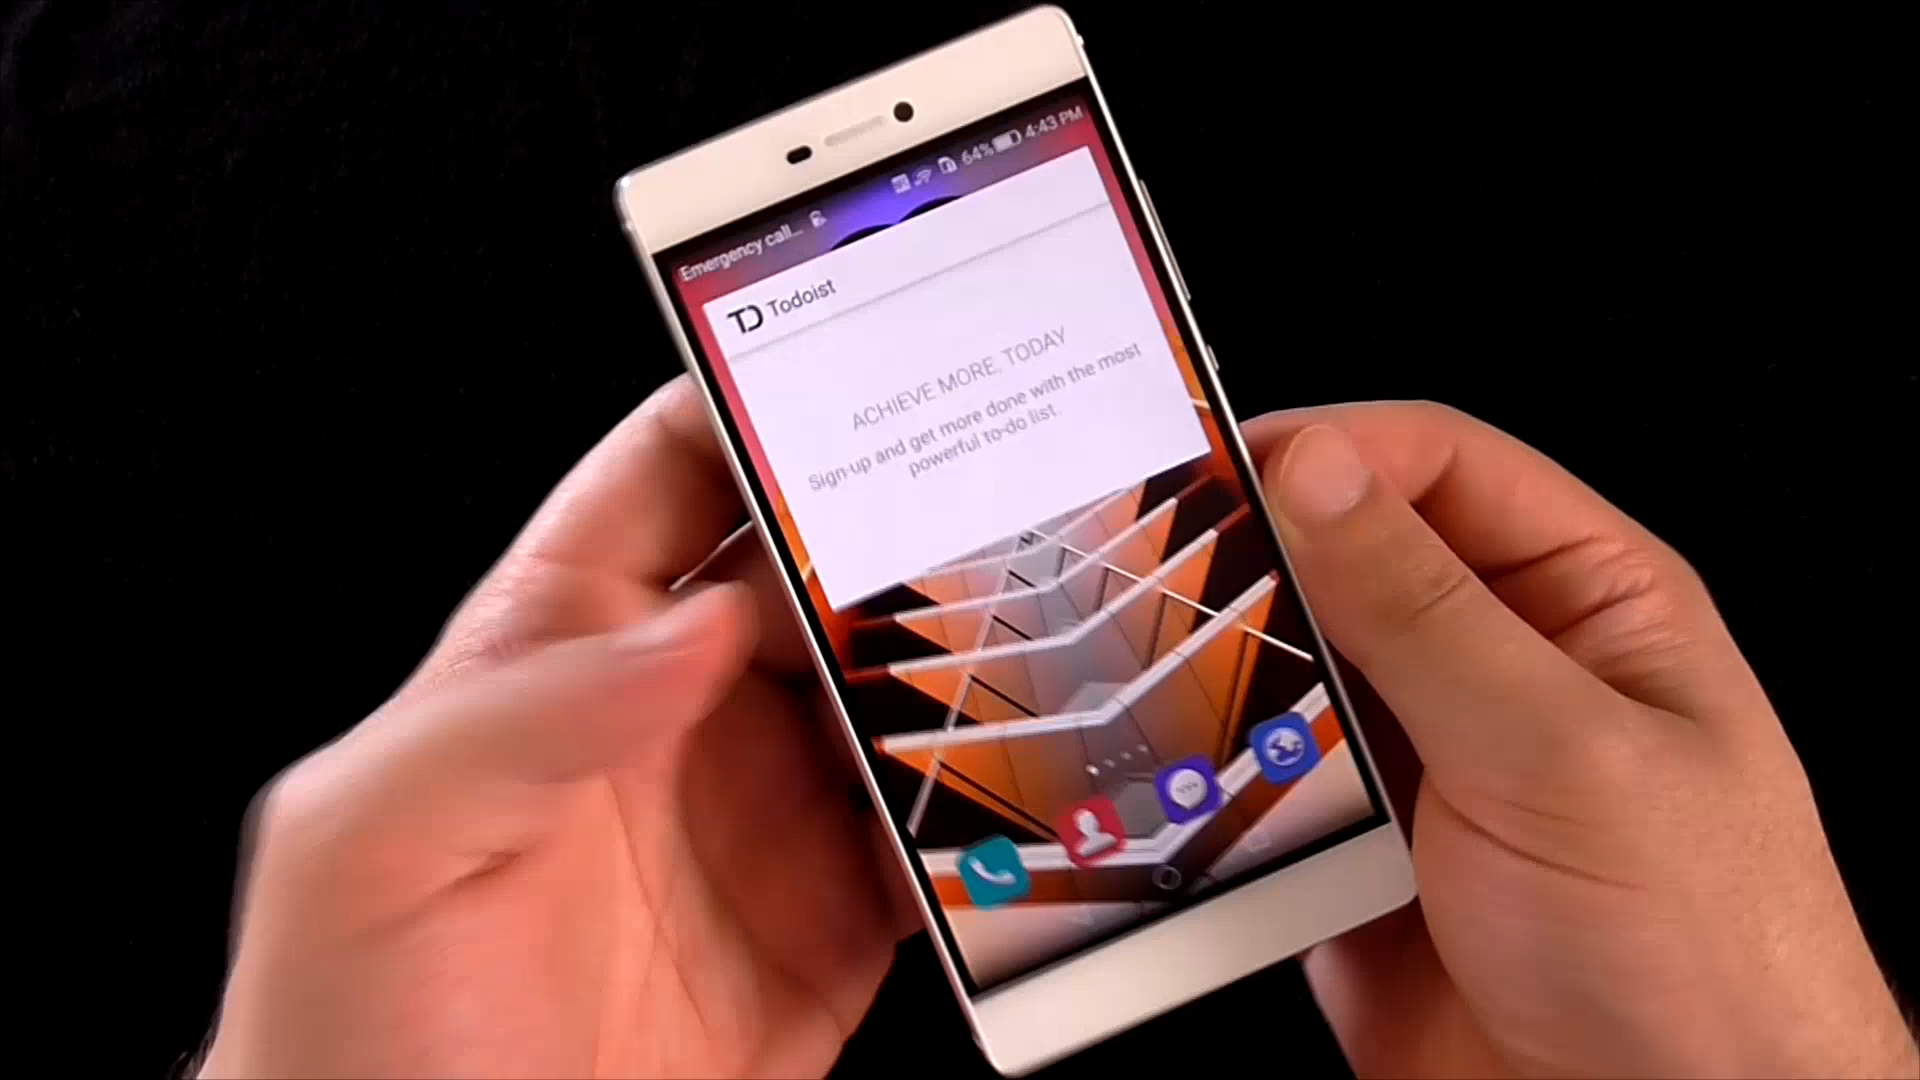 Emergency call... 64% 4:43 PM
TD Todoist
ACHIEVE MORE, TODAY
Sign-up and get more done with the most
powerful to-do list.